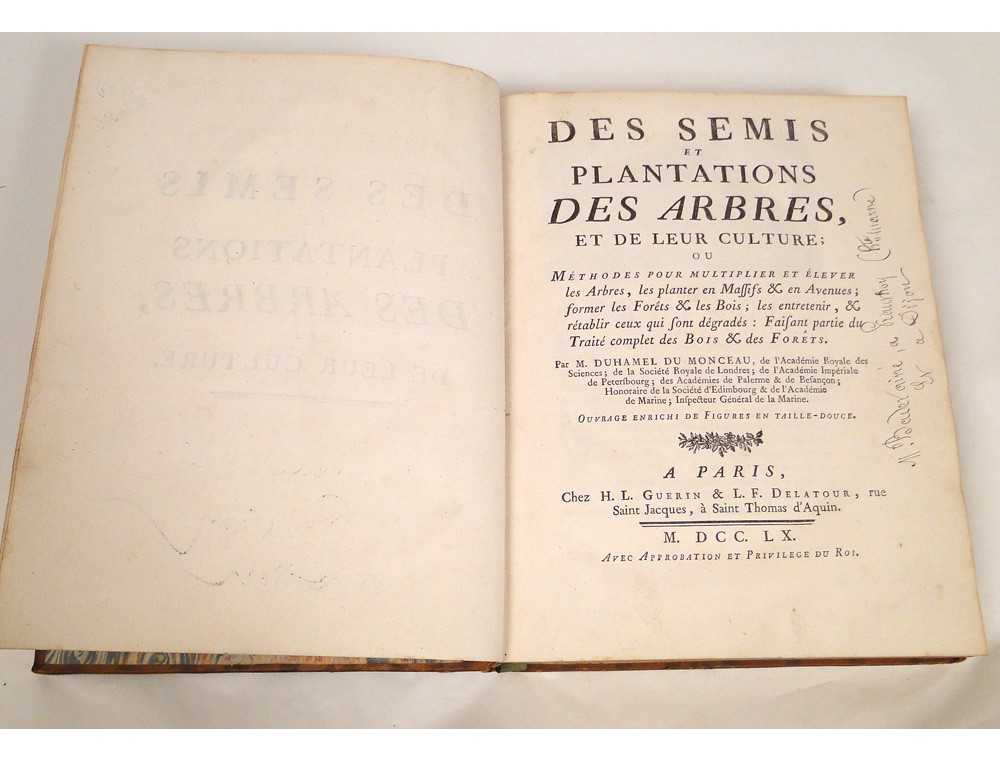 DES SEMIS
ET
PLANTATIONS
DES ARBRES,
ET DE LEUR CULTURE;
OU
MÉTHODES POUR MULTIPLIER ET ÉLEVER
les Arbres, les planter en Maſſifs & en Avenues;
former les Forêts & les Bois; les entretenir, &
rétablir ceux qui ſont dégradés: Faiſant partie du
Traité complet des BOIS & des FORÊTS.
Par M. DUHAMEL DU MONCEAU, de l'Académie Royale des
Sciences; de la Société Royale de Londres; de l'Académie Impériale
de Peterſbourg; des Académies de Palerme & de Beſançon;
Honoraire de la Société d'Edimbourg & de l'Académie
de Marine; Inſpecteur Général de la Marine.
OUVRAGE ENRICHI DE FIGURES EN TAILLE-DOUCE.
A PARIS,
Chez H. L. GUERIN & L. F. DELATOUR, rue
Saint Jacques, à Saint Thomas d'Aquin.
M. DCC. LX.
AVEC APPROBATION ET PRIVILEGE DU ROI.
a Dijon